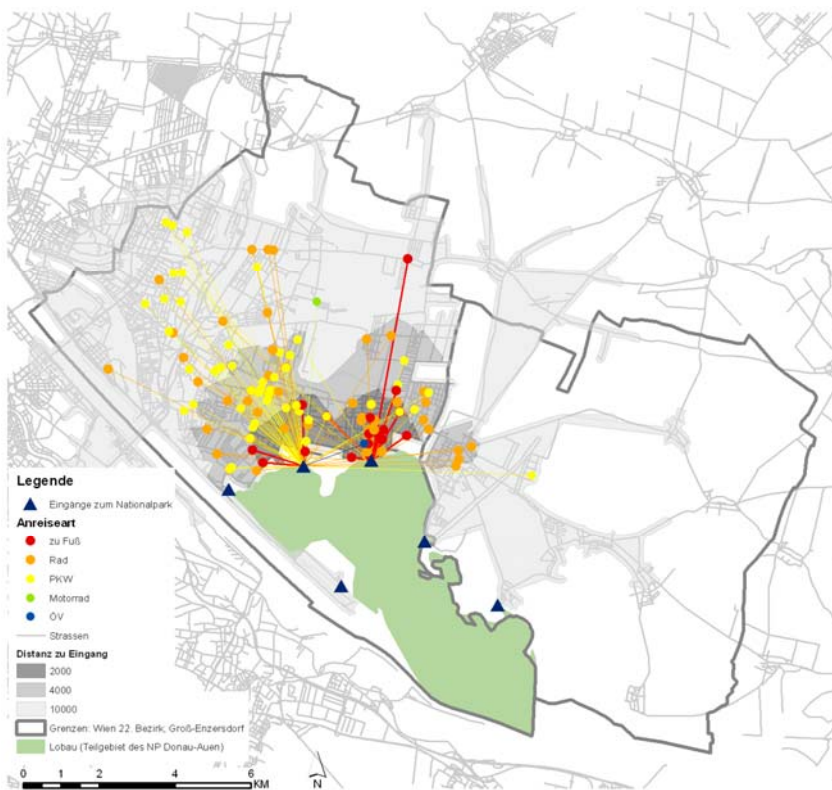 Legende
Eingänge zum Nationalpark
Anreiseart
zu Fuß
Rad
PKW
Motorrad
ÖV
Strassen
Distanz zu Eingang
2000
4000
10000
Grenzen: Wien 22. Bezirk; Groß-Enzersdorf
Lobau (Teilgebiet des NP Donau-Auen)
0 1 2 4 6
KM
N